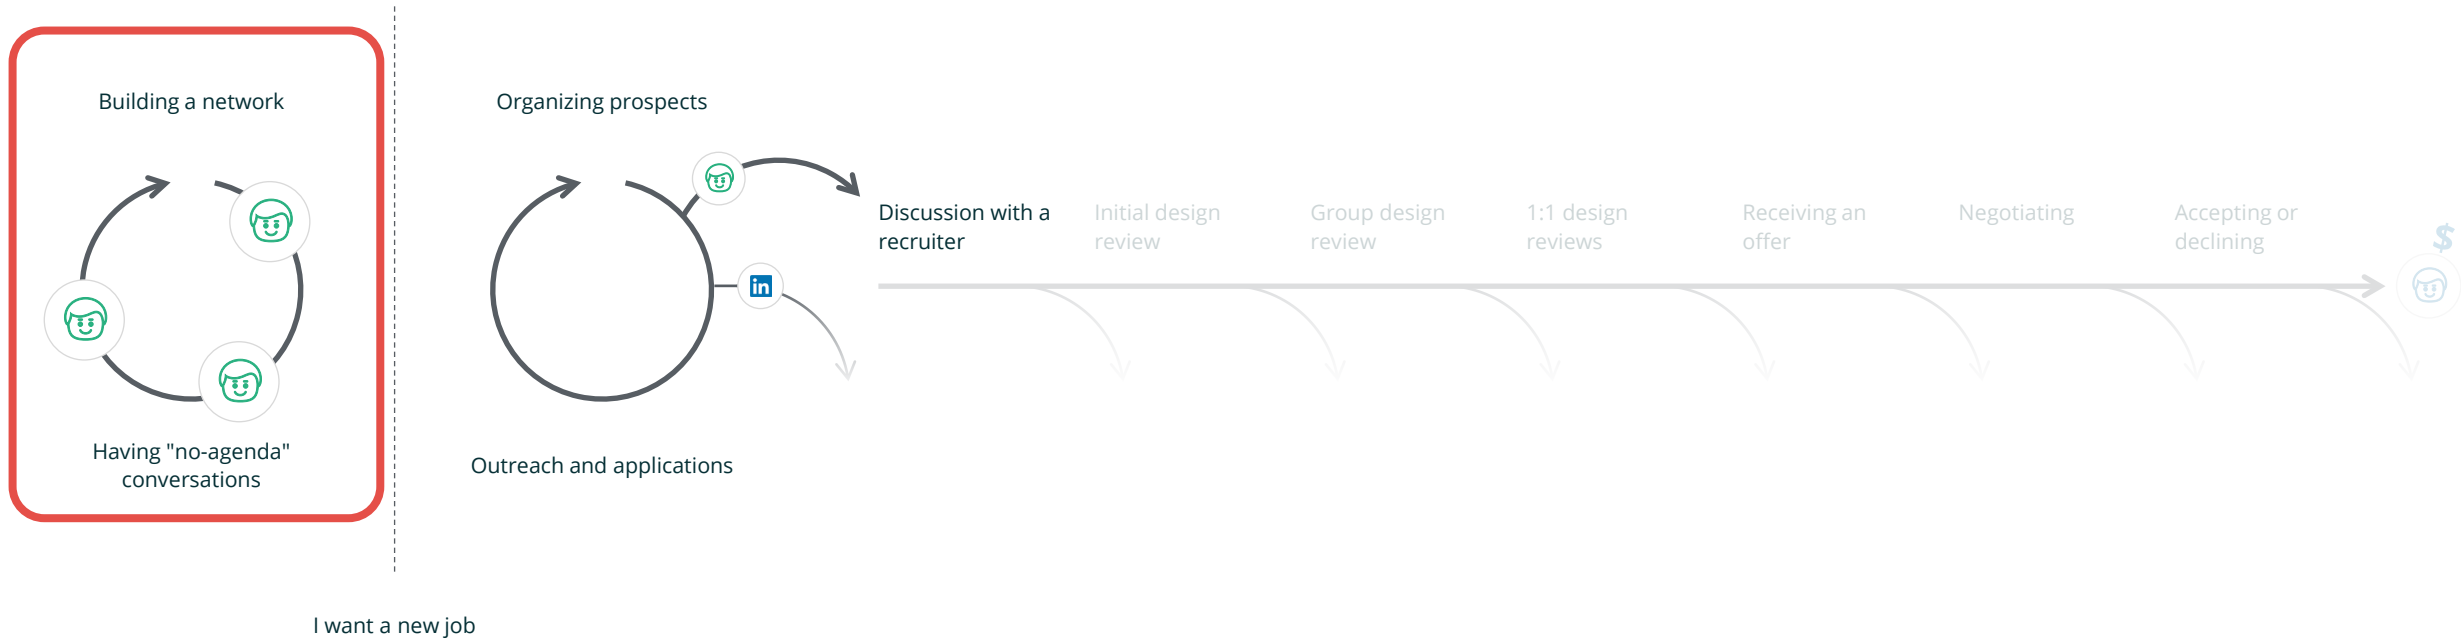 Building a network
Having "no-agenda"
conversations
I want a new job
Organizing prospects
in
Outreach and applications
Discussion with a
recruiter
Initial design
review
Group design
review
1:1 design
reviews
Receiving an
offer
Negotiating
Accepting or
declining
$